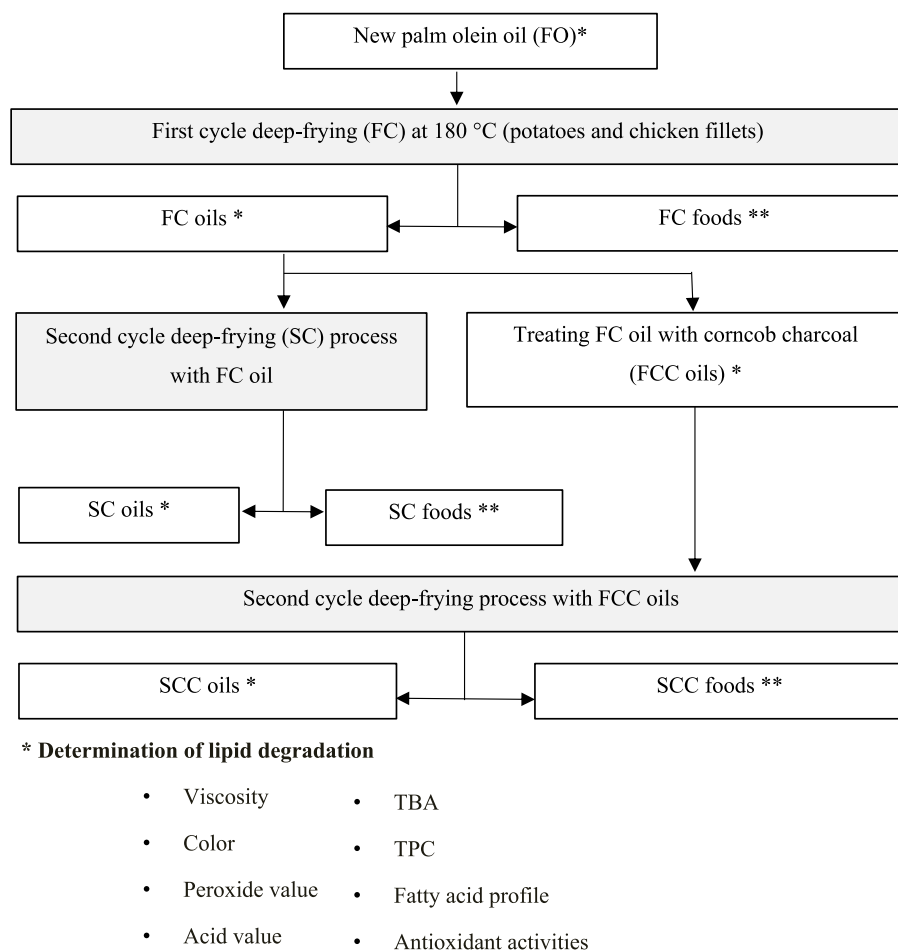 New palm olein oil (FO)*
First cycle deep-frying (FC) at 180 °C (potatoes and chicken fillets)
FC oils *
FC foods **
Second cycle deep-frying (SC) process
with FC oil
Treating FC oil with corncob charcoal
(FCC oils) *
SC oils *
SC foods **
Second cycle deep-frying process with FCC oils
SCC oils *
SCC foods **
* Determination of lipid degradation
• Viscosity
• Color
• Peroxide value
• Acid value
• TBA
• TPC
• Fatty acid profile
• Antioxidant activities